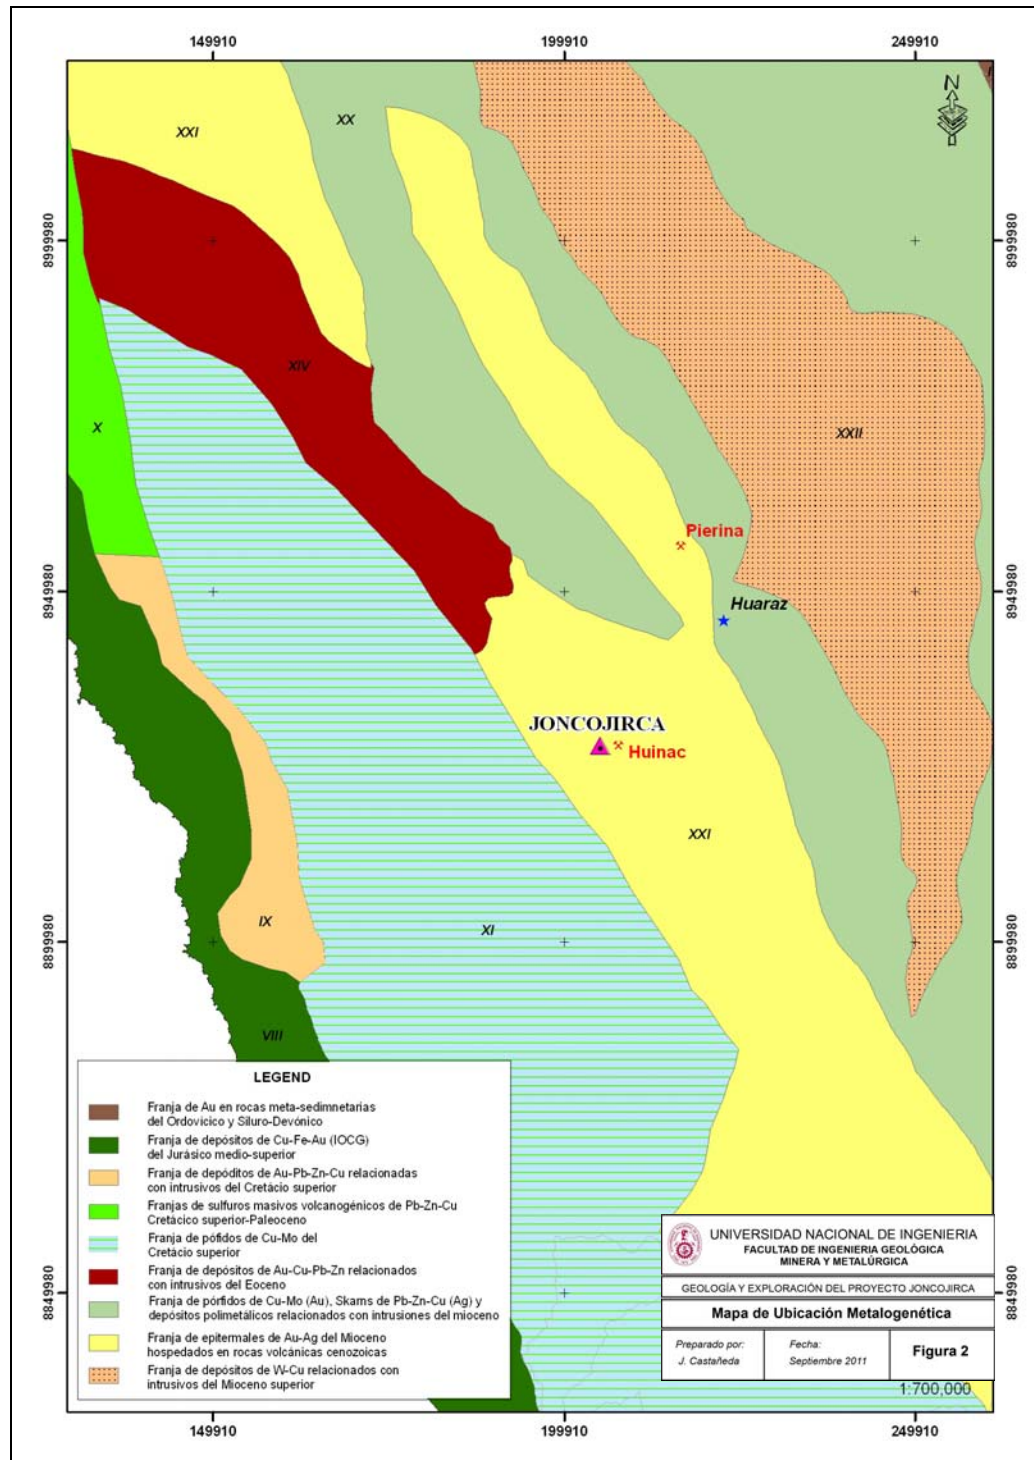 149910
199910
249910
N
I
XX
XXI
8999980
8999980
XIV
X
XXII
Pierina
8949980
8949980
Huaraz
JONCOJIRCA
Huinac
XXI
IX
XI
8899980
8899980
VIII
LEGEND
Franja de Au en rocas meta-sedimnetarias
del Ordovicico y Siluro-Devónico
Franja de depósitos de Cu-Fe-Au (IOCG)
del Jurásico medio-superior
Franja de depóditos de Au-Pb-Zn-Cu relacionadas
con intrusivos del Cretácio superior
Franjas de sulfuros masivos volcanogénicos de Pb-Zn-Cu
Cretácico superior-Paleoceno
Franja de pófidos de Cu-Mo del
Cretácio superior
Franja de depósitos de Au-Cu-Pb-Zn relacionados
con intrusivos del Eoceno
Franja de pórfidos de Cu-Mo (Au), Skarns de Pb-Zn-Cu (Ag) y
depósitos polimetálicos relacionados con intrusiones del mioceno
Franja de epitermales de Au-Ag del Mioceno
hospedados en rocas volcánicas cenozoicas
Franja de depósitos de W-Cu relacionados con
intrusivos del Mioceno superior
UNIVERSIDAD NACIONAL DE INGENIERIA
FACULTAD DE INGENIERIA GEOLÓGICA
MINERA Y METALÚRGICA
GEOLOGÍA Y EXPLORACIÓN DEL PROYECTO JONCOJIRCA
Mapa de Ubicación Metalogenética
Preparado por:
J. Castañeda
Fecha:
Septiembre 2011
Figura 2
1:700,000
8849980
8849980
149910
199910
249910